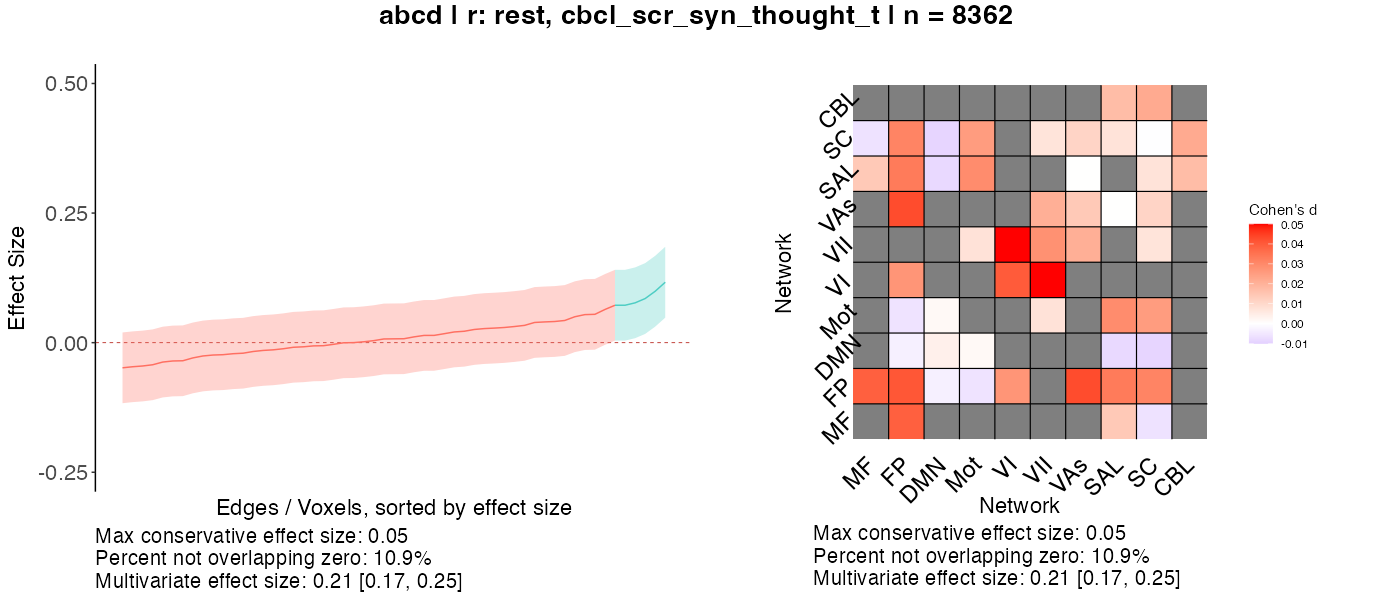 abcd | r: rest, cbcl_scr_syn_thought_t | n = 8362
Effect Size
0.50
0.25
0.00
-0.25
Edges / Voxels, sorted by effect size
Max conservative effect size: 0.05
Percent not overlapping zero: 10.9%
Multivariate effect size: 0.21 [0.17, 0.25]
Network
CBL
SC
SAL
VAs
VII
VI
Mot
DMN
FP
MF
MF FP DMN Mot VI VII VAs SAL SC CBL
Network
Max conservative effect size: 0.05
Percent not overlapping zero: 10.9%
Multivariate effect size: 0.21 [0.17, 0.25]
Cohen's d
0.05
0.04
0.03
0.02
0.01
0.00
-0.01